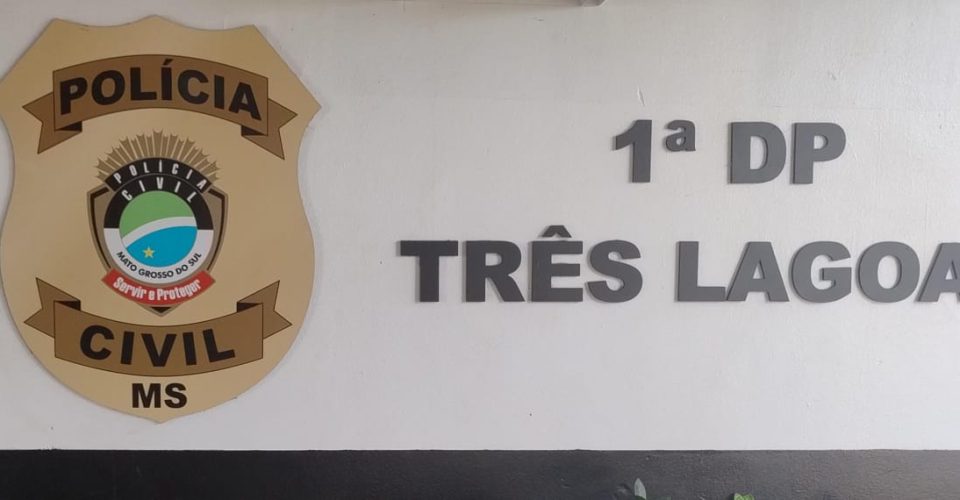 POLÍCIA
POLÍCIA
CIVIL
MATO GROSSO DO SUL
Servir e Proteger
CIVIL
MS
1ª DP
TRÊS LAGOA